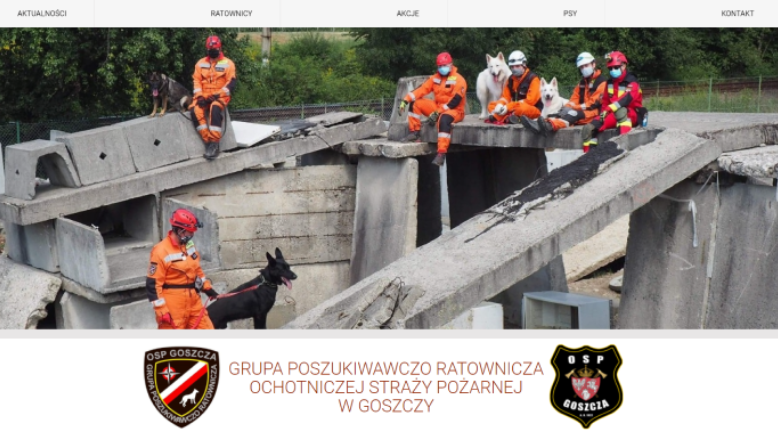 AKTUALNOŚCI
RATOWNICY
AKCJE
PSY
KONTAKT
OSP GOSZCZA
GRUPA POSZUKIWAWCZO RATOWNICZA
GRUPA POSZUKIWAWCZO RATOWNICZA
OCHOTNICZEJ STRAŻY POŻARNEJ
W GOSZCZY
OSP
GOSZCZA